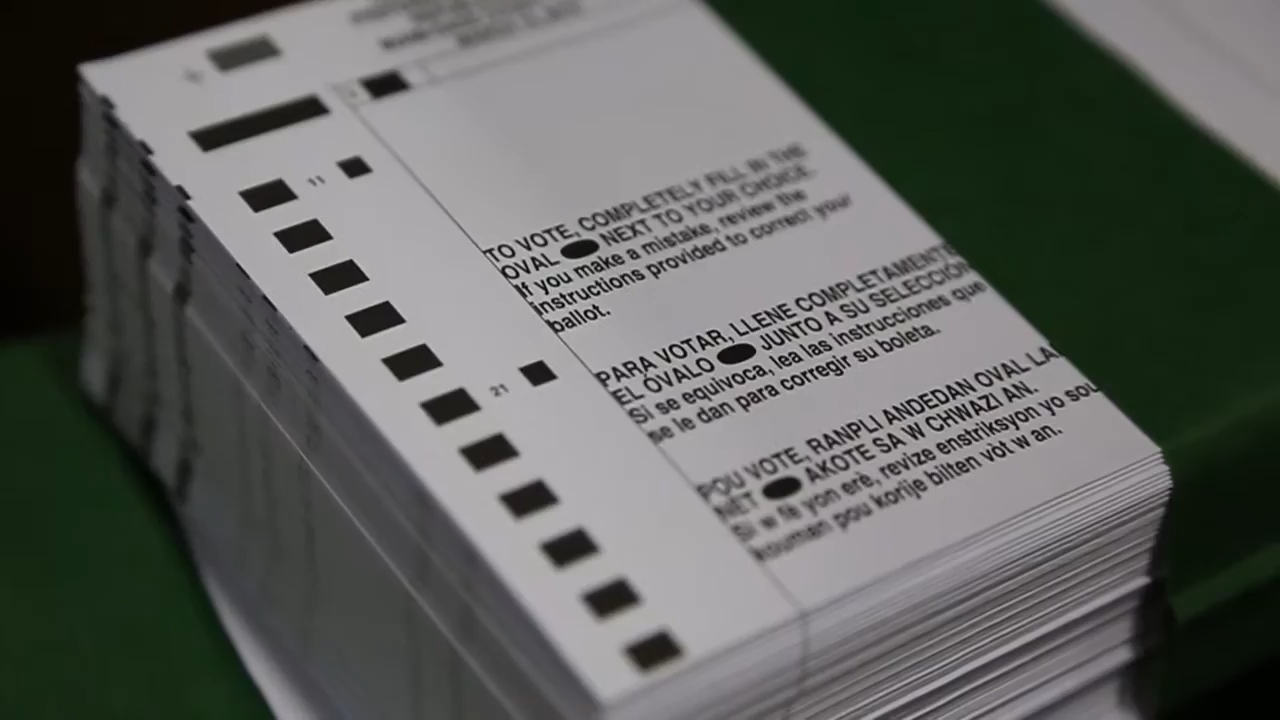 11
TO VOTE, COMPLETELY FILL IN THE
OVAL NEXT TO YOUR CHOICE.
If you make a mistake, review the
instructions provided to correct your
ballot.
PARA VOTAR, LLENE COMPLETAMENTE
EL ÓVALO JUNTO A SU SELECCIÓN
Si se equivoca, lea las instrucciones que
se le dan para corregir su boleta.
21
POU VOTE, RANPLI ANDEDAN OVAL LA
NÈT AKOTE SA W CHWAZI AN.
Si w fè yon erè, revize enstriksyon yo sou
kouman pou korije bilten vòt w an.